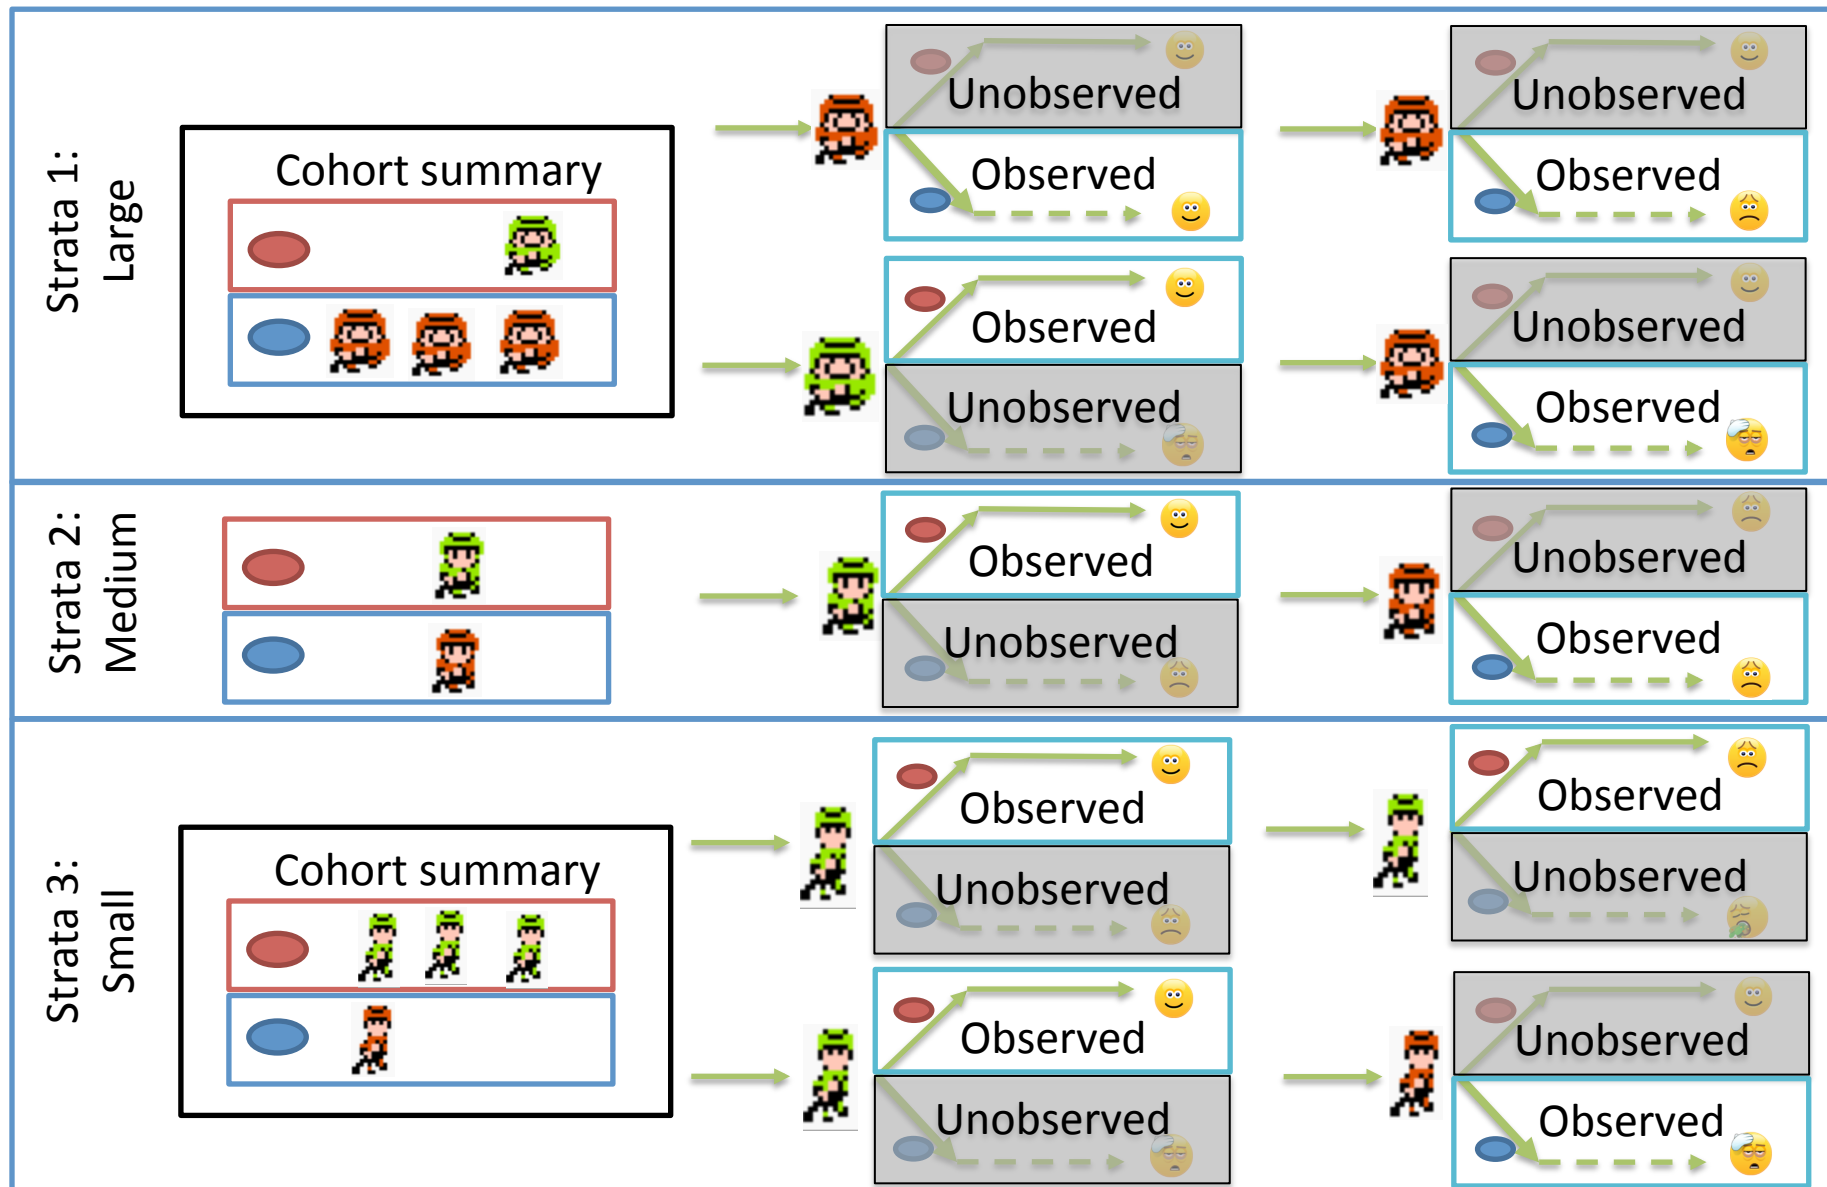 Strata 1:
Large
Cohort summary
Unobserved
Observed
Unobserved
Observed
Observed
Unobserved
Unobserved
Observed
Strata 2:
Medium
Observed
Unobserved
Unobserved
Observed
Strata 3:
Small
Cohort summary
Observed
Unobserved
Observed
Unobserved
Observed
Unobserved
Unobserved
Observed